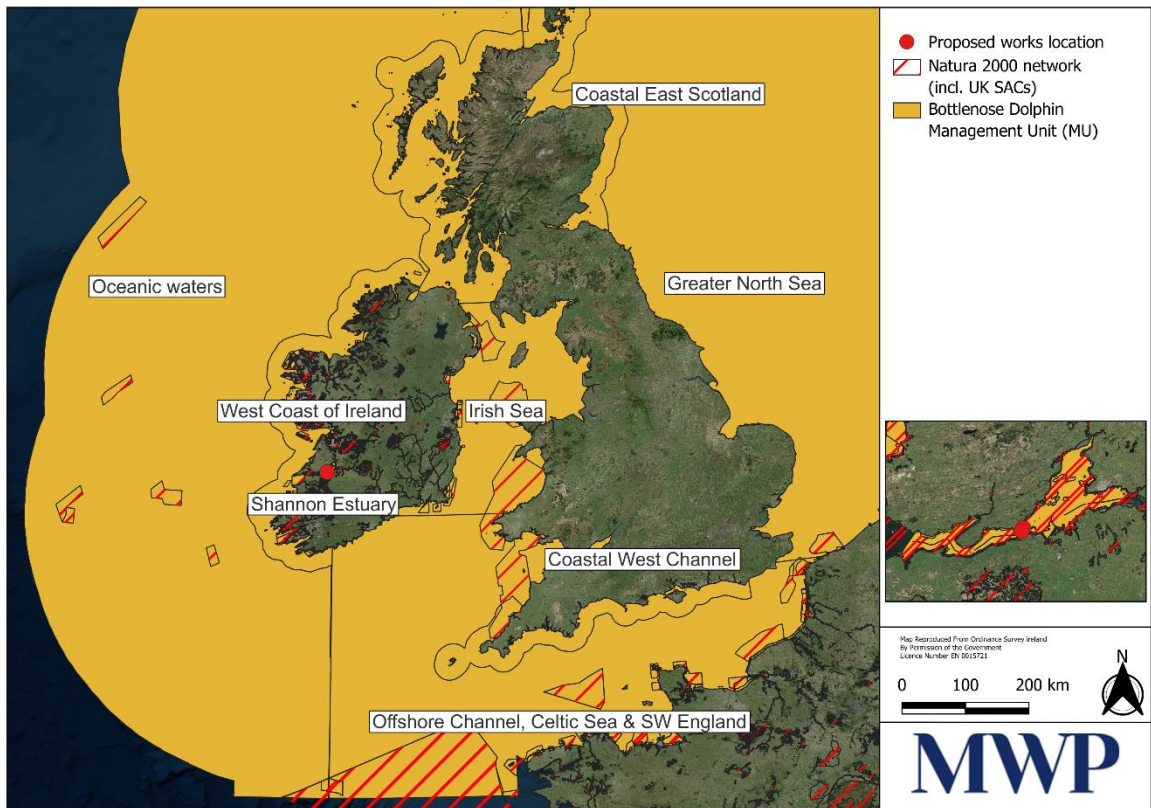 Coastal East Scotland
Oceanic waters
Greater North Sea
West Coast of Ireland
Irish Sea
Shannon Estuary
Coastal West Channel
Offshore Channel, Celtic Sea & SW England
Proposed works location
Natura 2000 network
(incl. UK SACs)
Bottlenose Dolphin
Management Unit (MU)
Map Reproduced From Ordinance Survey Ireland
By Permission of the Government
Licence Number EN 0015721
N
0 100 200 km
MWP